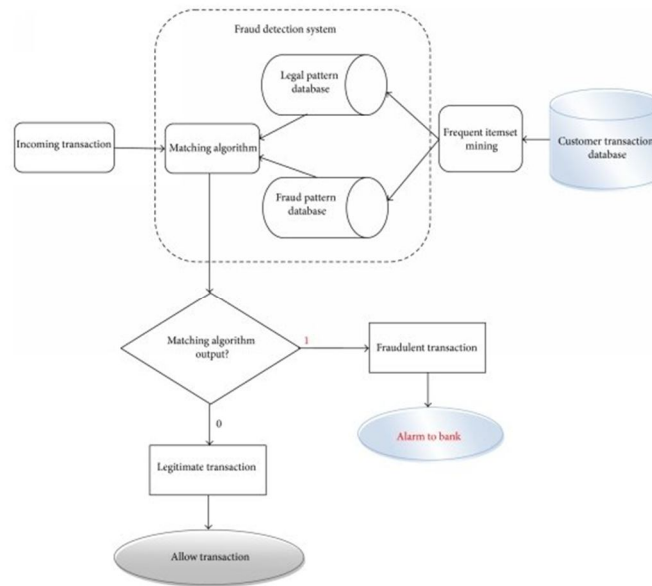 Fraud detection system
Legal pattern
database
Incoming transaction
Matching algorithm
Frequent itemset
mining
Customer transaction
database
Fraud pattern
database
Matching algorithm
output?
1
Fraudulent transaction
0
Alarm to bank
Legitimate transaction
Allow transaction